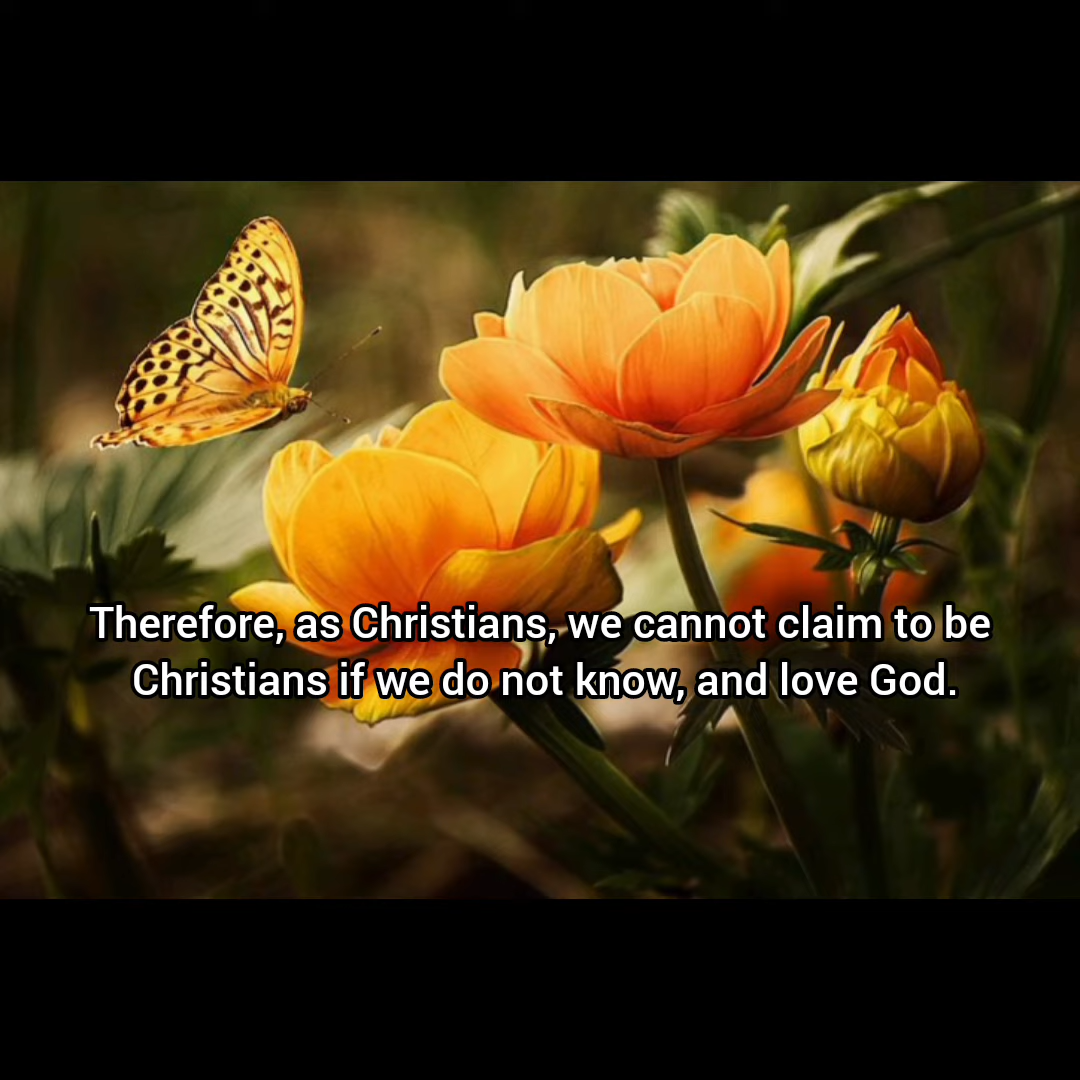 Therefore, as Christians, we cannot claim to be
Christians if we do not know, and love God.